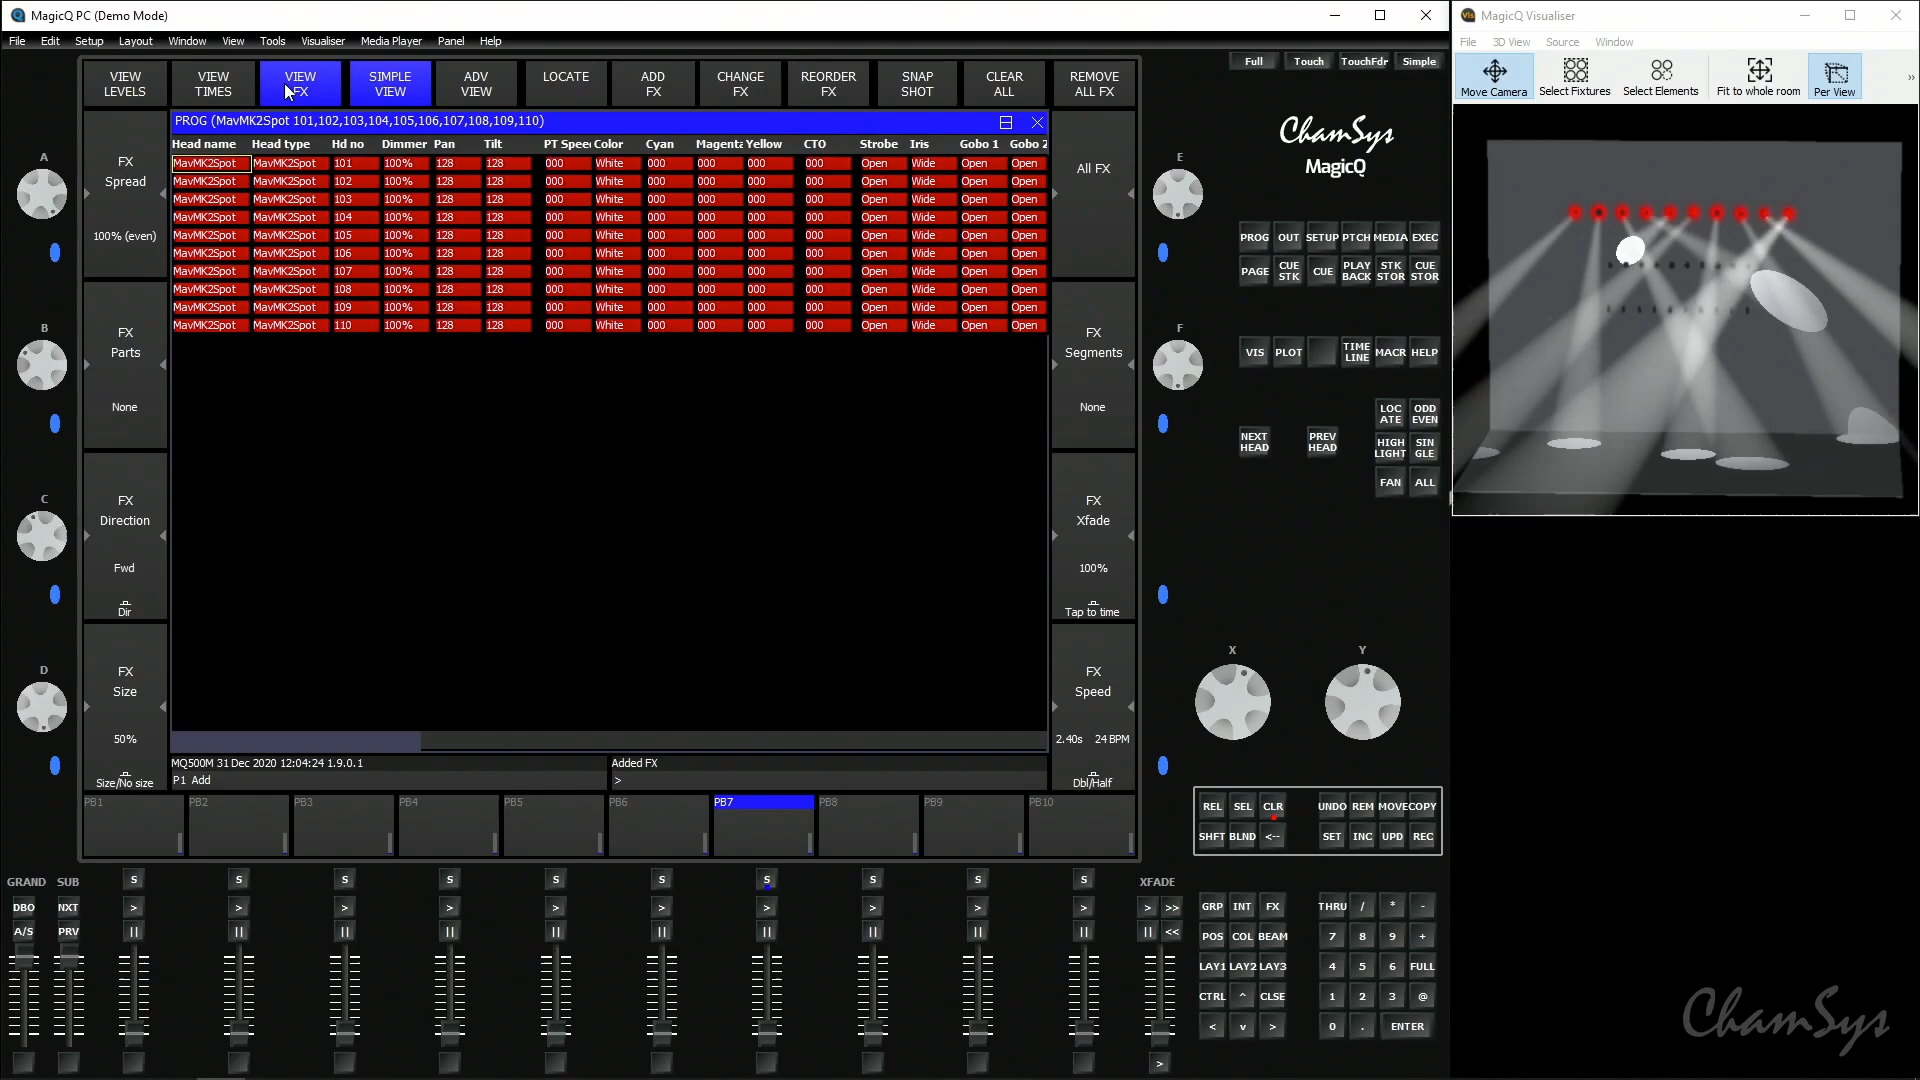 MagicQ PC (Demo Mode)
File Edit Setup Layout Window View Tools Visualiser Media Player Panel Help
VIEW LEVELS
VIEW TIMES
VIEW FX
SIMPLE VIEW
ADV VIEW
LOCATE
ADD FX
CHANGE FX
REORDER FX
SNAP SHOT
CLEAR ALL
REMOVE ALL FX
Full Touch TouchFdr Simple
PROG (MavMK2Spot 101,102,103,104,105,106,107,108,109,110)
Head name Head type Hd no Dimmer Pan Tilt PT Speed Color Cyan Magenta Yellow CTO Strobe Iris Gobo 1 Gobo 2
MavMK2Spot MavMK2Spot 101 100% 128 128 000 White 000 000 000 000 Open Wide Open Open
MavMK2Spot MavMK2Spot 102 100% 128 128 000 White 000 000 000 000 Open Wide Open Open
MavMK2Spot MavMK2Spot 103 100% 128 128 000 White 000 000 000 000 Open Wide Open Open
MavMK2Spot MavMK2Spot 104 100% 128 128 000 White 000 000 000 000 Open Wide Open Open
MavMK2Spot MavMK2Spot 105 100% 128 128 000 White 000 000 000 000 Open Wide Open Open
MavMK2Spot MavMK2Spot 106 100% 128 128 000 White 000 000 000 000 Open Wide Open Open
MavMK2Spot MavMK2Spot 107 100% 128 128 000 White 000 000 000 000 Open Wide Open Open
MavMK2Spot MavMK2Spot 108 100% 128 128 000 White 000 000 000 000 Open Wide Open Open
MavMK2Spot MavMK2Spot 109 100% 128 128 000 White 000 000 000 000 Open Wide Open Open
MavMK2Spot MavMK2Spot 110 100% 128 128 000 White 000 000 000 000 Open Wide Open Open
A
FX Spread
100% (even)
B
FX Parts
None
C
FX Direction
Fwd
Dir
D
FX Size
50%
Size/No size
All FX
E
FX Segments
None
F
FX Xfade
100%
Tap to time
FX Speed
2.40s 24 BPM
Dbl/Half
MQ500M 31 Dec 2020 12:04:24 1.9.0.1
Added FX
P1 Add
>
PB1 PB2 PB3 PB4 PB5 PB6 PB7 PB8 PB9 PB10
ChamSys
MagicQ
PROG OUT SETUP PTCH MEDIA EXEC
PAGE CUE STK CUE PLAY BACK STK STOR CUE STOR
VIS PLOT TIME LINE MACR HELP
LOC ATE ODD EVEN
NEXT HEAD PREV HEAD HIGH LIGHT SIN GLE
FAN ALL
X Y
REL SEL CLR UNDO REM MOVE COPY
SHFT BLND <-- SET INC UPD REC
GRAND SUB
DBO NXT
A/S PRV
S S S S S S S S S S
> > > > > > > > > >
XFADE
> >>
<<
>
GRP INT FX THRU / * -
POS COL BEAM 7 8 9 +
LAY1 LAY2 LAY3 4 5 6 FULL
CTRL ^ CLSE 1 2 3 @
< v > 0 . ENTER
MagicQ Visualiser
File 3D View Source Window
Move Camera Select Fixtures Select Elements Fit to whole room Per View »
ChamSys